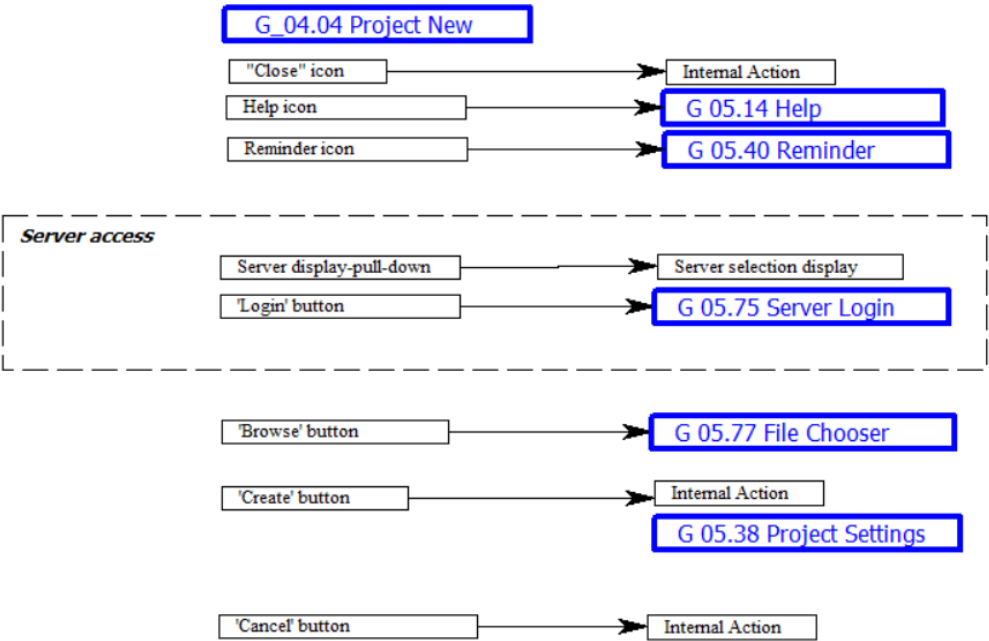 G_04.04 Project New
"Close" icon
Internal Action
Help icon
G 05.14 Help
Reminder icon
G 05.40 Reminder
Server access
Server display-pull-down
Server selection display
'Login' button
G 05.75 Server Login
'Browse' button
G 05.77 File Chooser
'Create' button
Internal Action
G 05.38 Project Settings
'Cancel' button
Internal Action